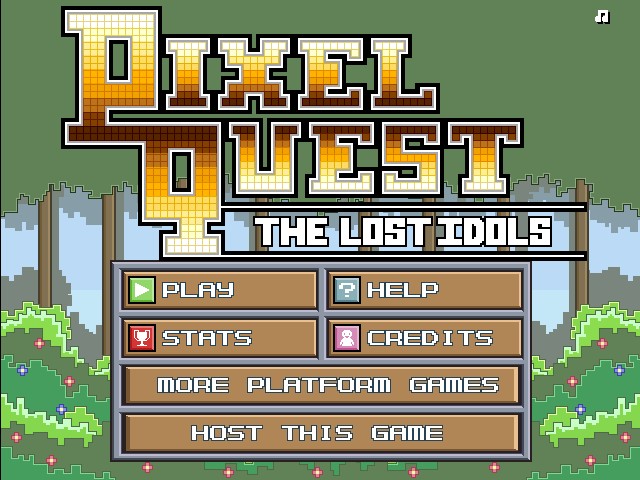 PIXEL
QUEST
THE LOST IDOLS
PLAY
? HELP
STATS
CREDITS
MORE PLATFORM GAMES
HOST THIS GAME